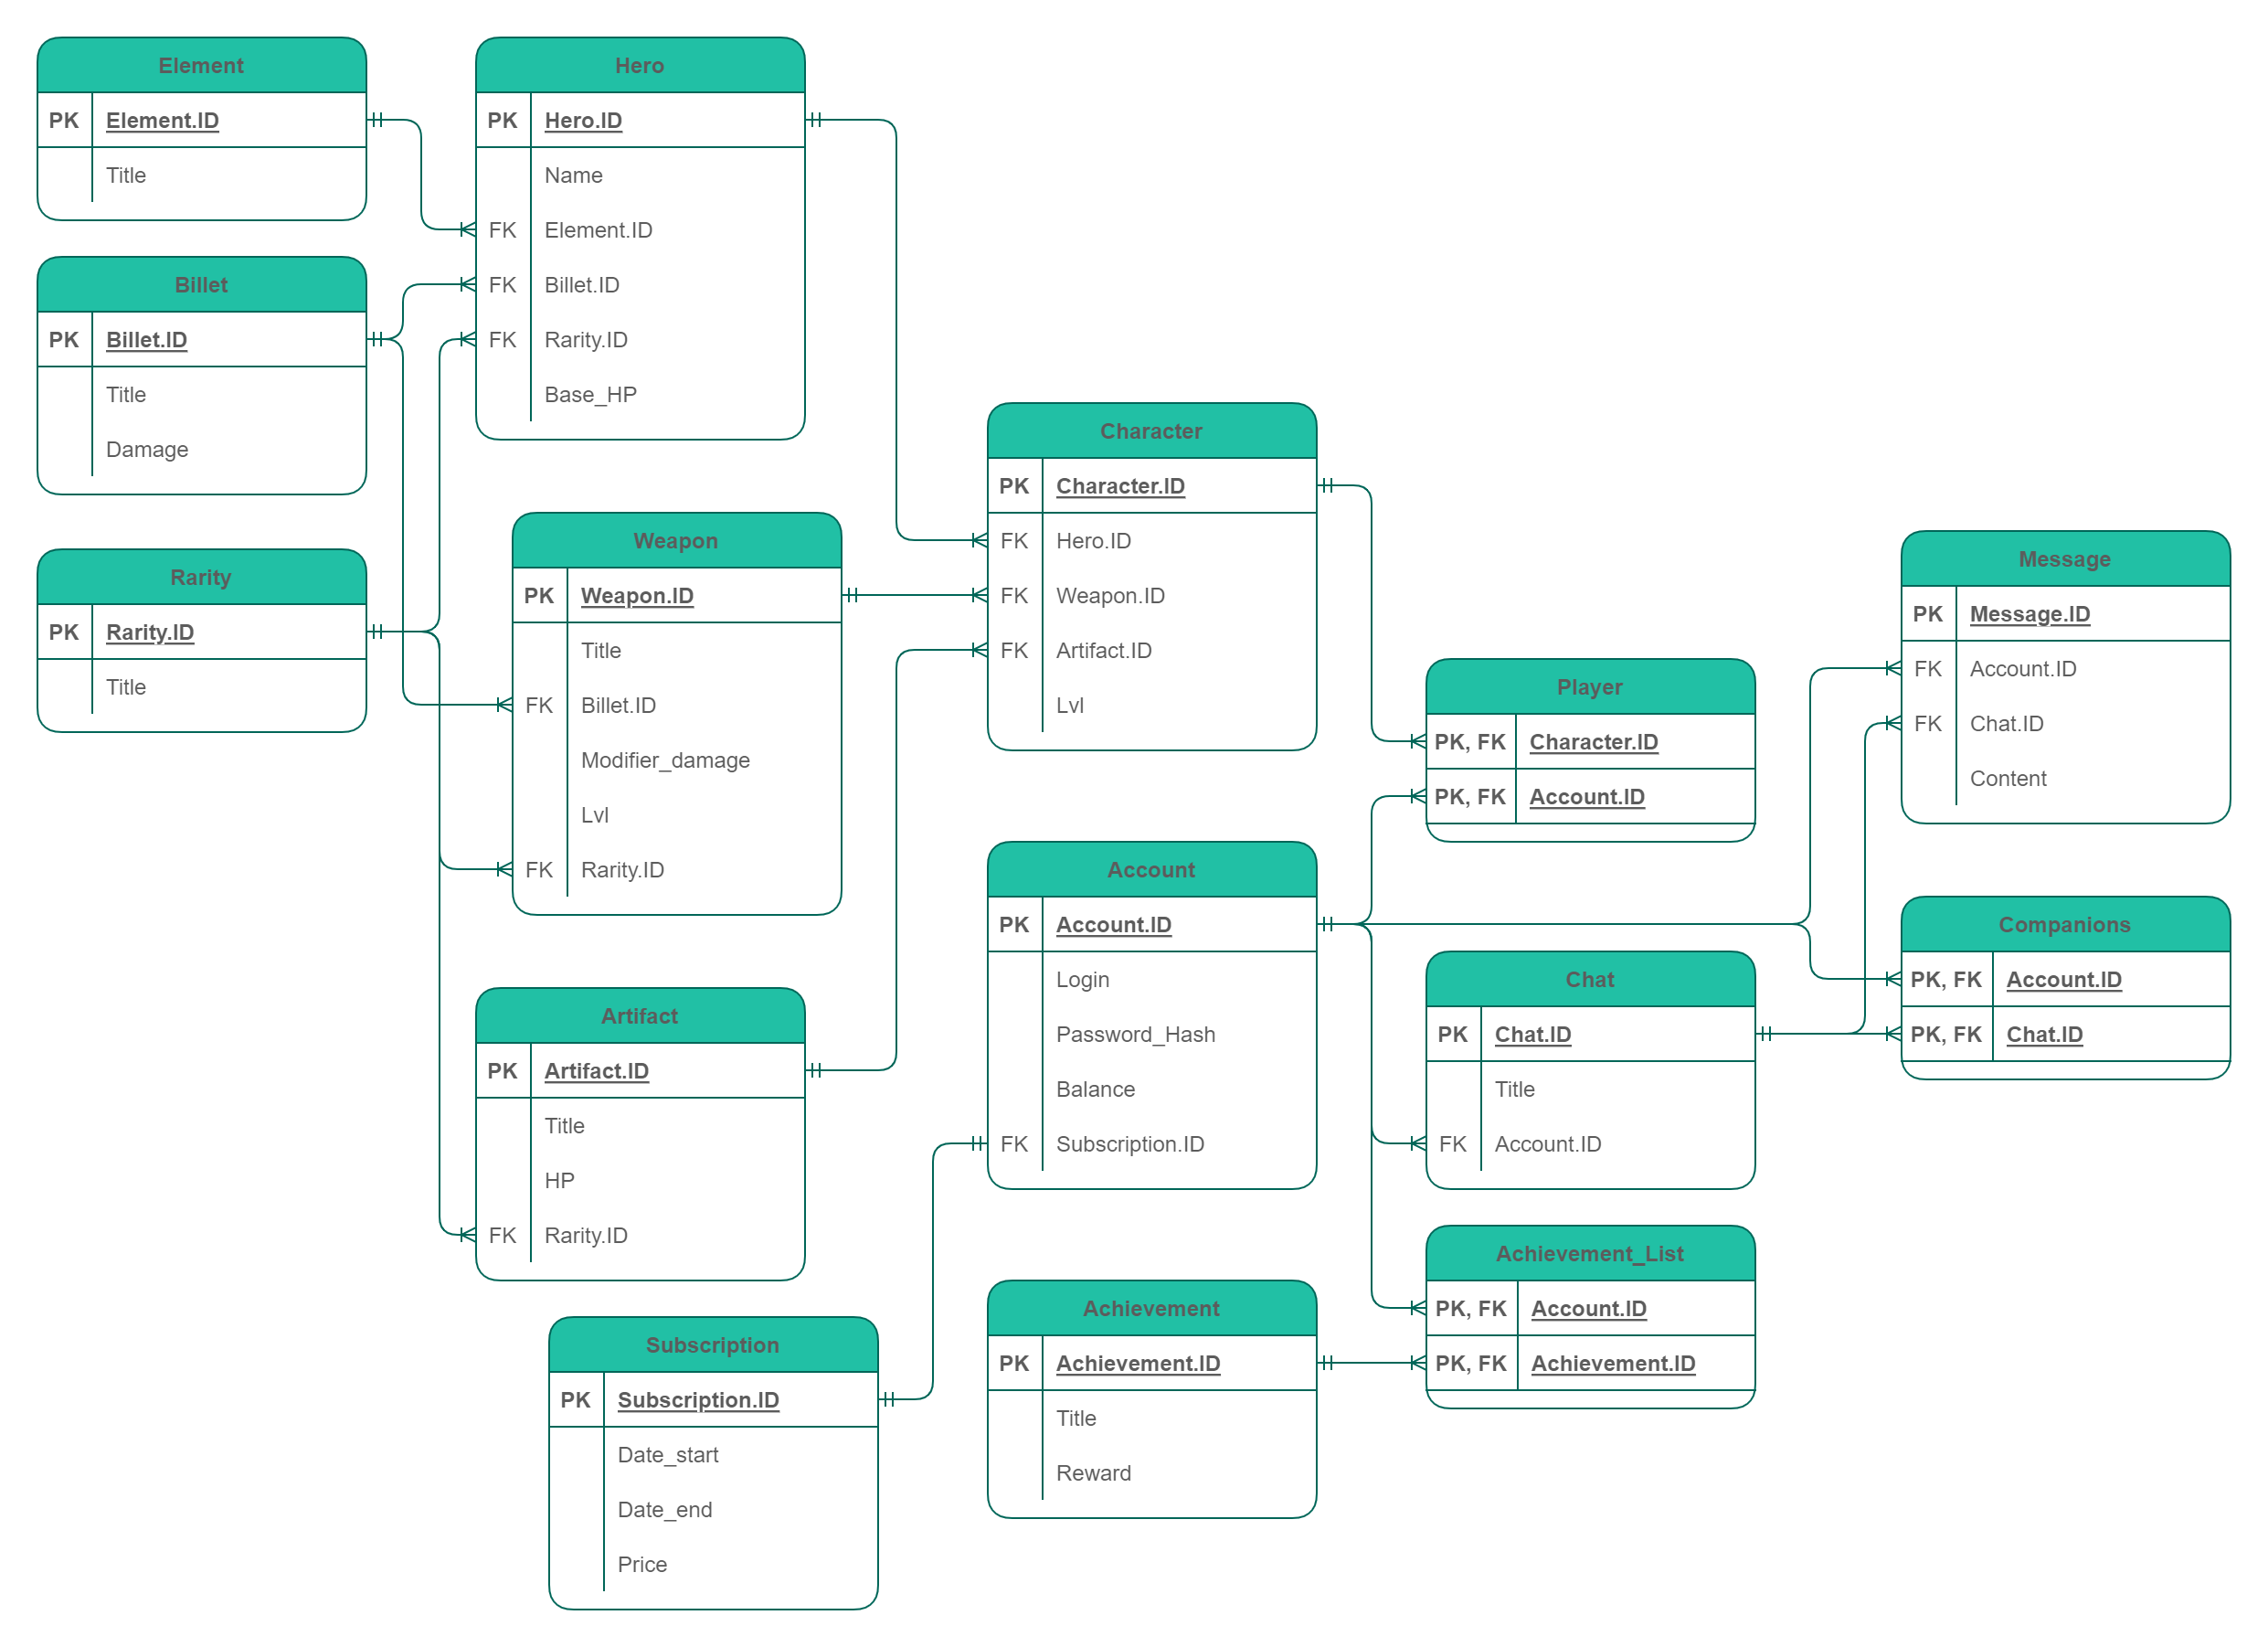 Element
PK Element.ID
Title
Billet
PK Billet.ID
Title
Damage
Rarity
PK Rarity.ID
Title
Hero
PK Hero.ID
Name
FK Element.ID
FK Billet.ID
FK Rarity.ID
Base_HP
Weapon
PK Weapon.ID
Title
FK Billet.ID
Modifier_damage
Lvl
FK Rarity.ID
Artifact
PK Artifact.ID
Title
HP
FK Rarity.ID
Subscription
PK Subscription.ID
Date_start
Date_end
Price
Character
PK Character.ID
FK Hero.ID
FK Weapon.ID
FK Artifact.ID
Lvl
Account
PK Account.ID
Login
Password_Hash
Balance
FK Subscription.ID
Achievement
PK Achievement.ID
Title
Reward
Player
PK, FK Character.ID
PK, FK Account.ID
Chat
PK Chat.ID
Title
FK Account.ID
Achievement_List
PK, FK Account.ID
PK, FK Achievement.ID
Message
PK Message.ID
FK Account.ID
FK Chat.ID
Content
Companions
PK, FK Account.ID
PK, FK Chat.ID